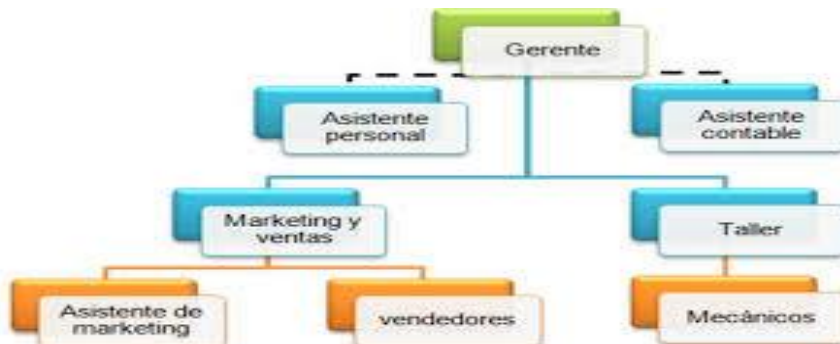 Gerente
Asistente
personal
Asistente
contable
Marketing y
ventas
Taller
Asistente de
marketing
vendedores
Mecánicos